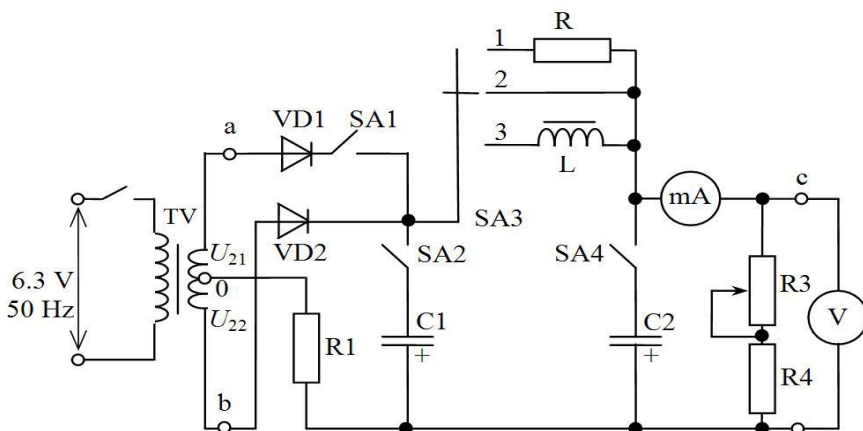 R
1
2
3
L
a
VD1
SA1
c
mA
TV
VD2
SA3
6.3 V
50 Hz
U21
0
U22
SA2
SA4
R3
V
R1
C1
+
C2
+
R4
b